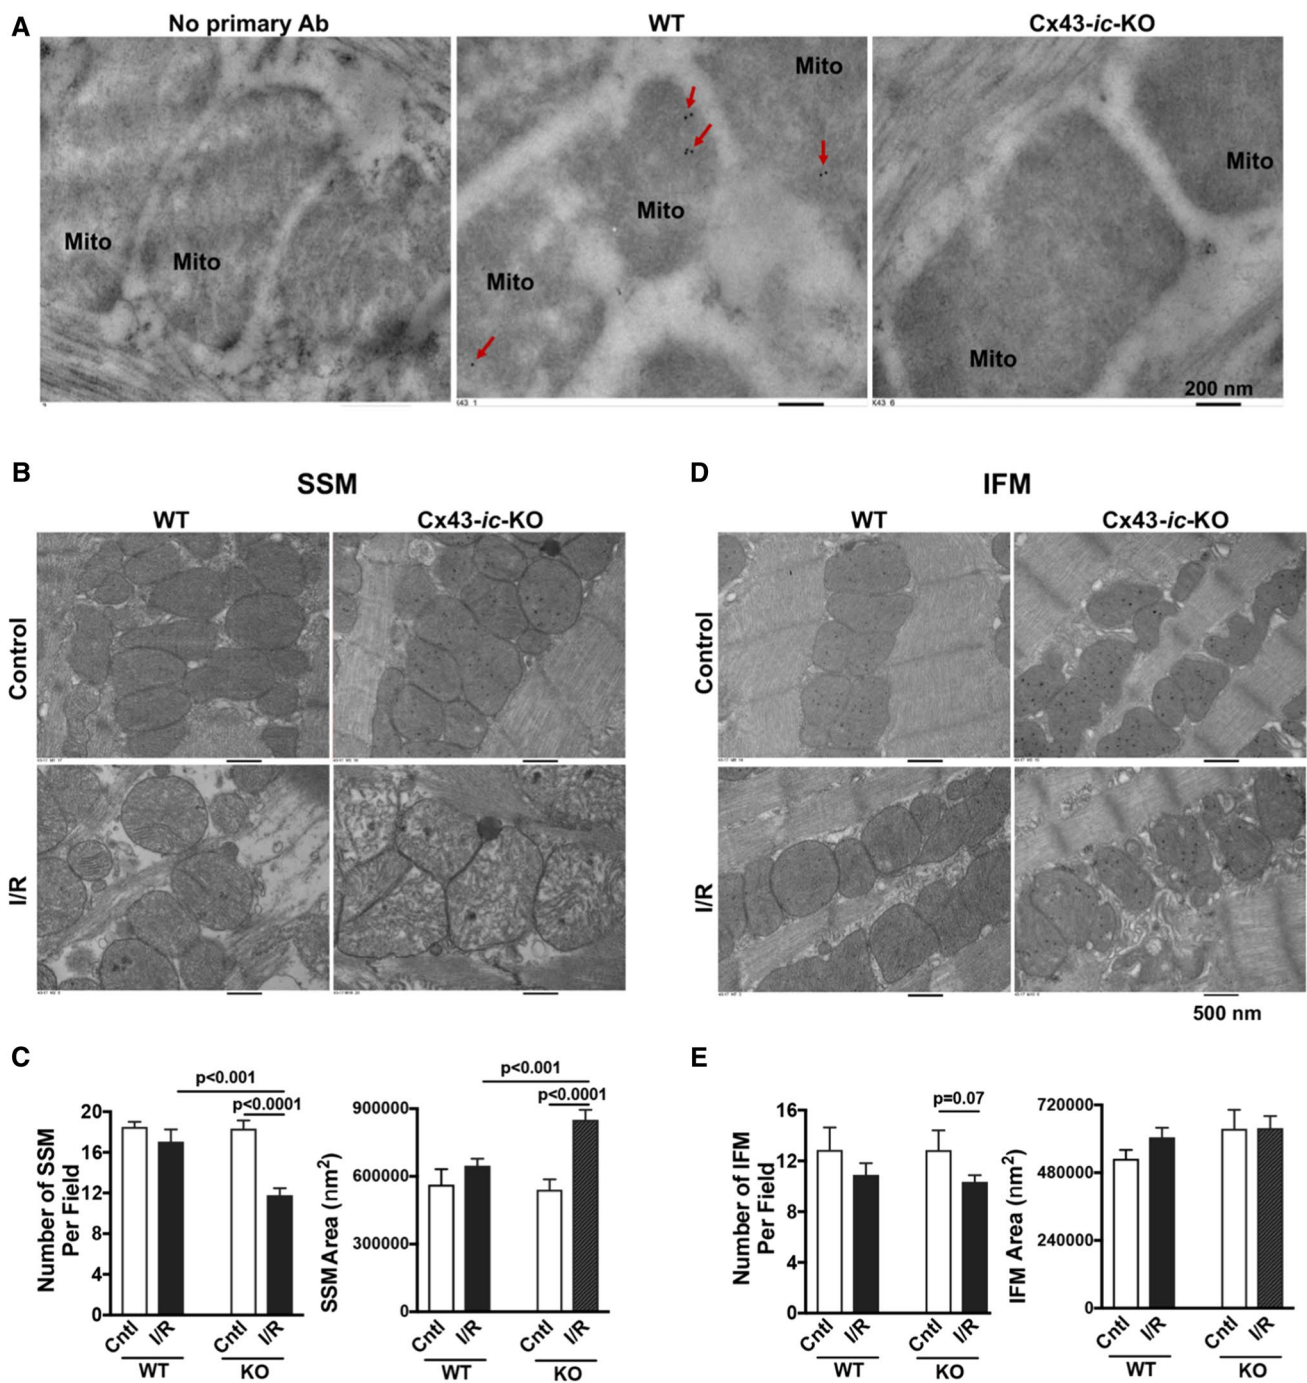 A
No primary Ab
WT
Cx43-ic-KO
Mito
Mito
Mito
Mito
Mito
Mito
Mito
200 nm
K43 1
K43 6
B
SSM
WT
Cx43-ic-KO
Control
I/R
D
IFM
WT
Cx43-ic-KO
Control
I/R
500 nm
C
p<0.001
p<0.0001
Number of SSM
Per Field
20
16
12
8
4
0
Cntl
I/R
Cntl
I/R
WT
KO
p<0.001
p<0.0001
SSM Area (nm²)
900000
600000
300000
0
Cntl
I/R
Cntl
I/R
WT
KO
E
p=0.07
Number of IFM
Per Field
16
12
8
4
0
Cntl
I/R
Cntl
I/R
WT
KO
IFM Area (nm²)
720000
480000
240000
0
Cntl
I/R
Cntl
I/R
WT
KO